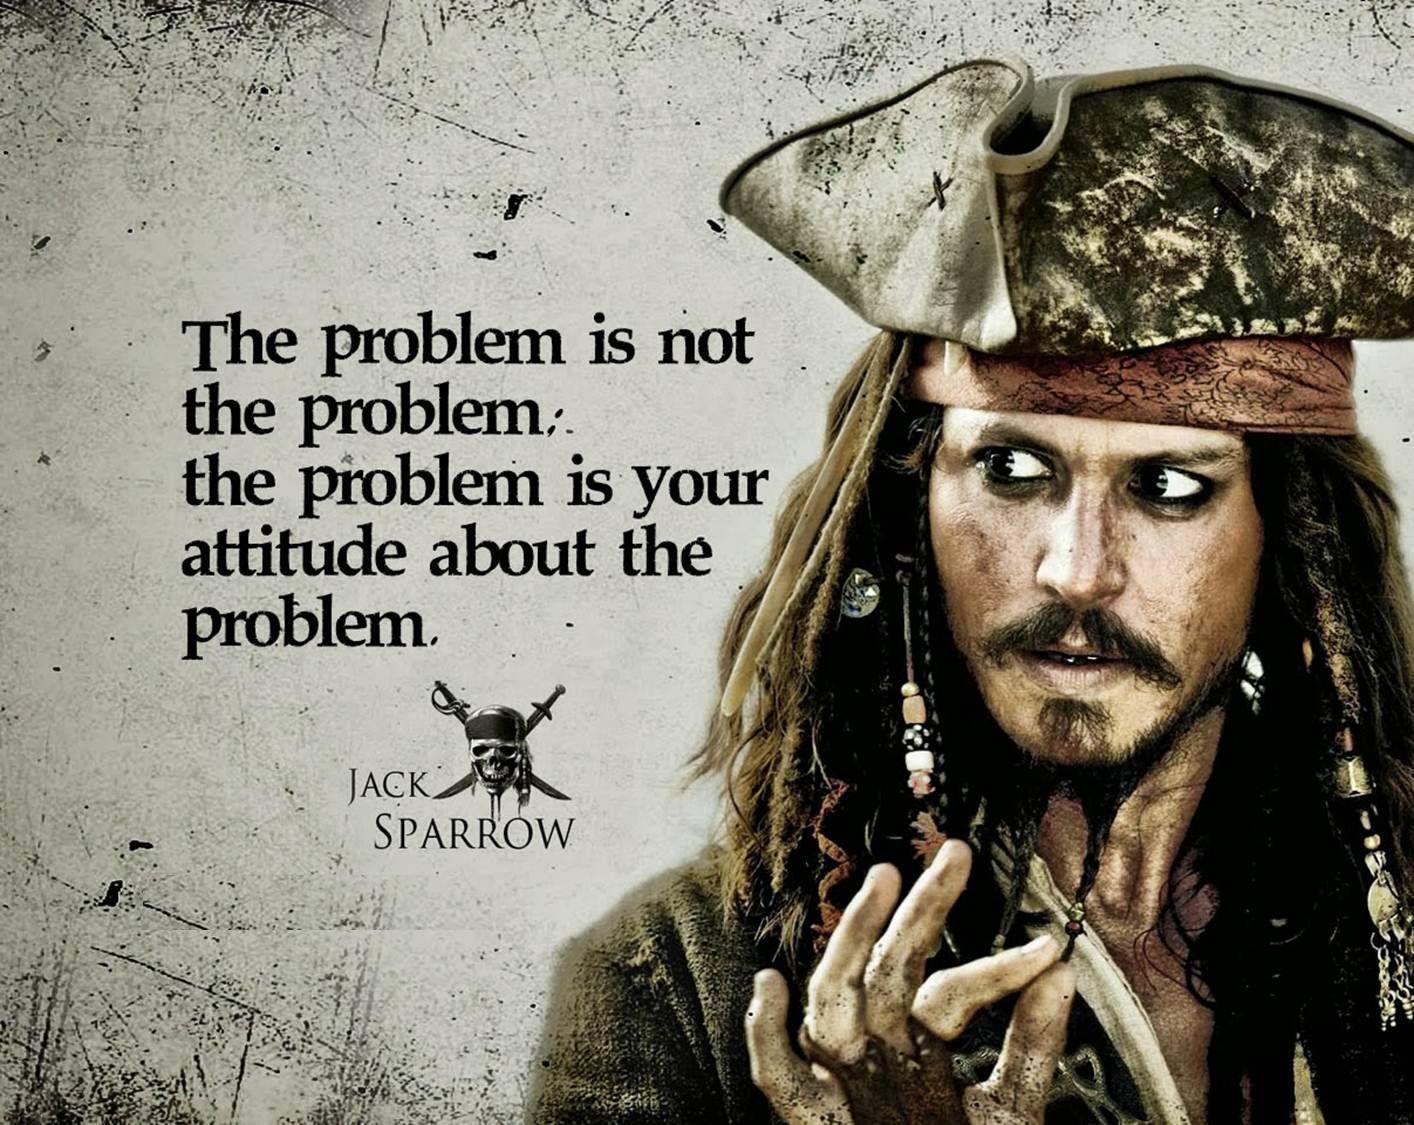 The problem is not
the problem;
the problem is your
attitude about the
problem.
JACK
SPARROW